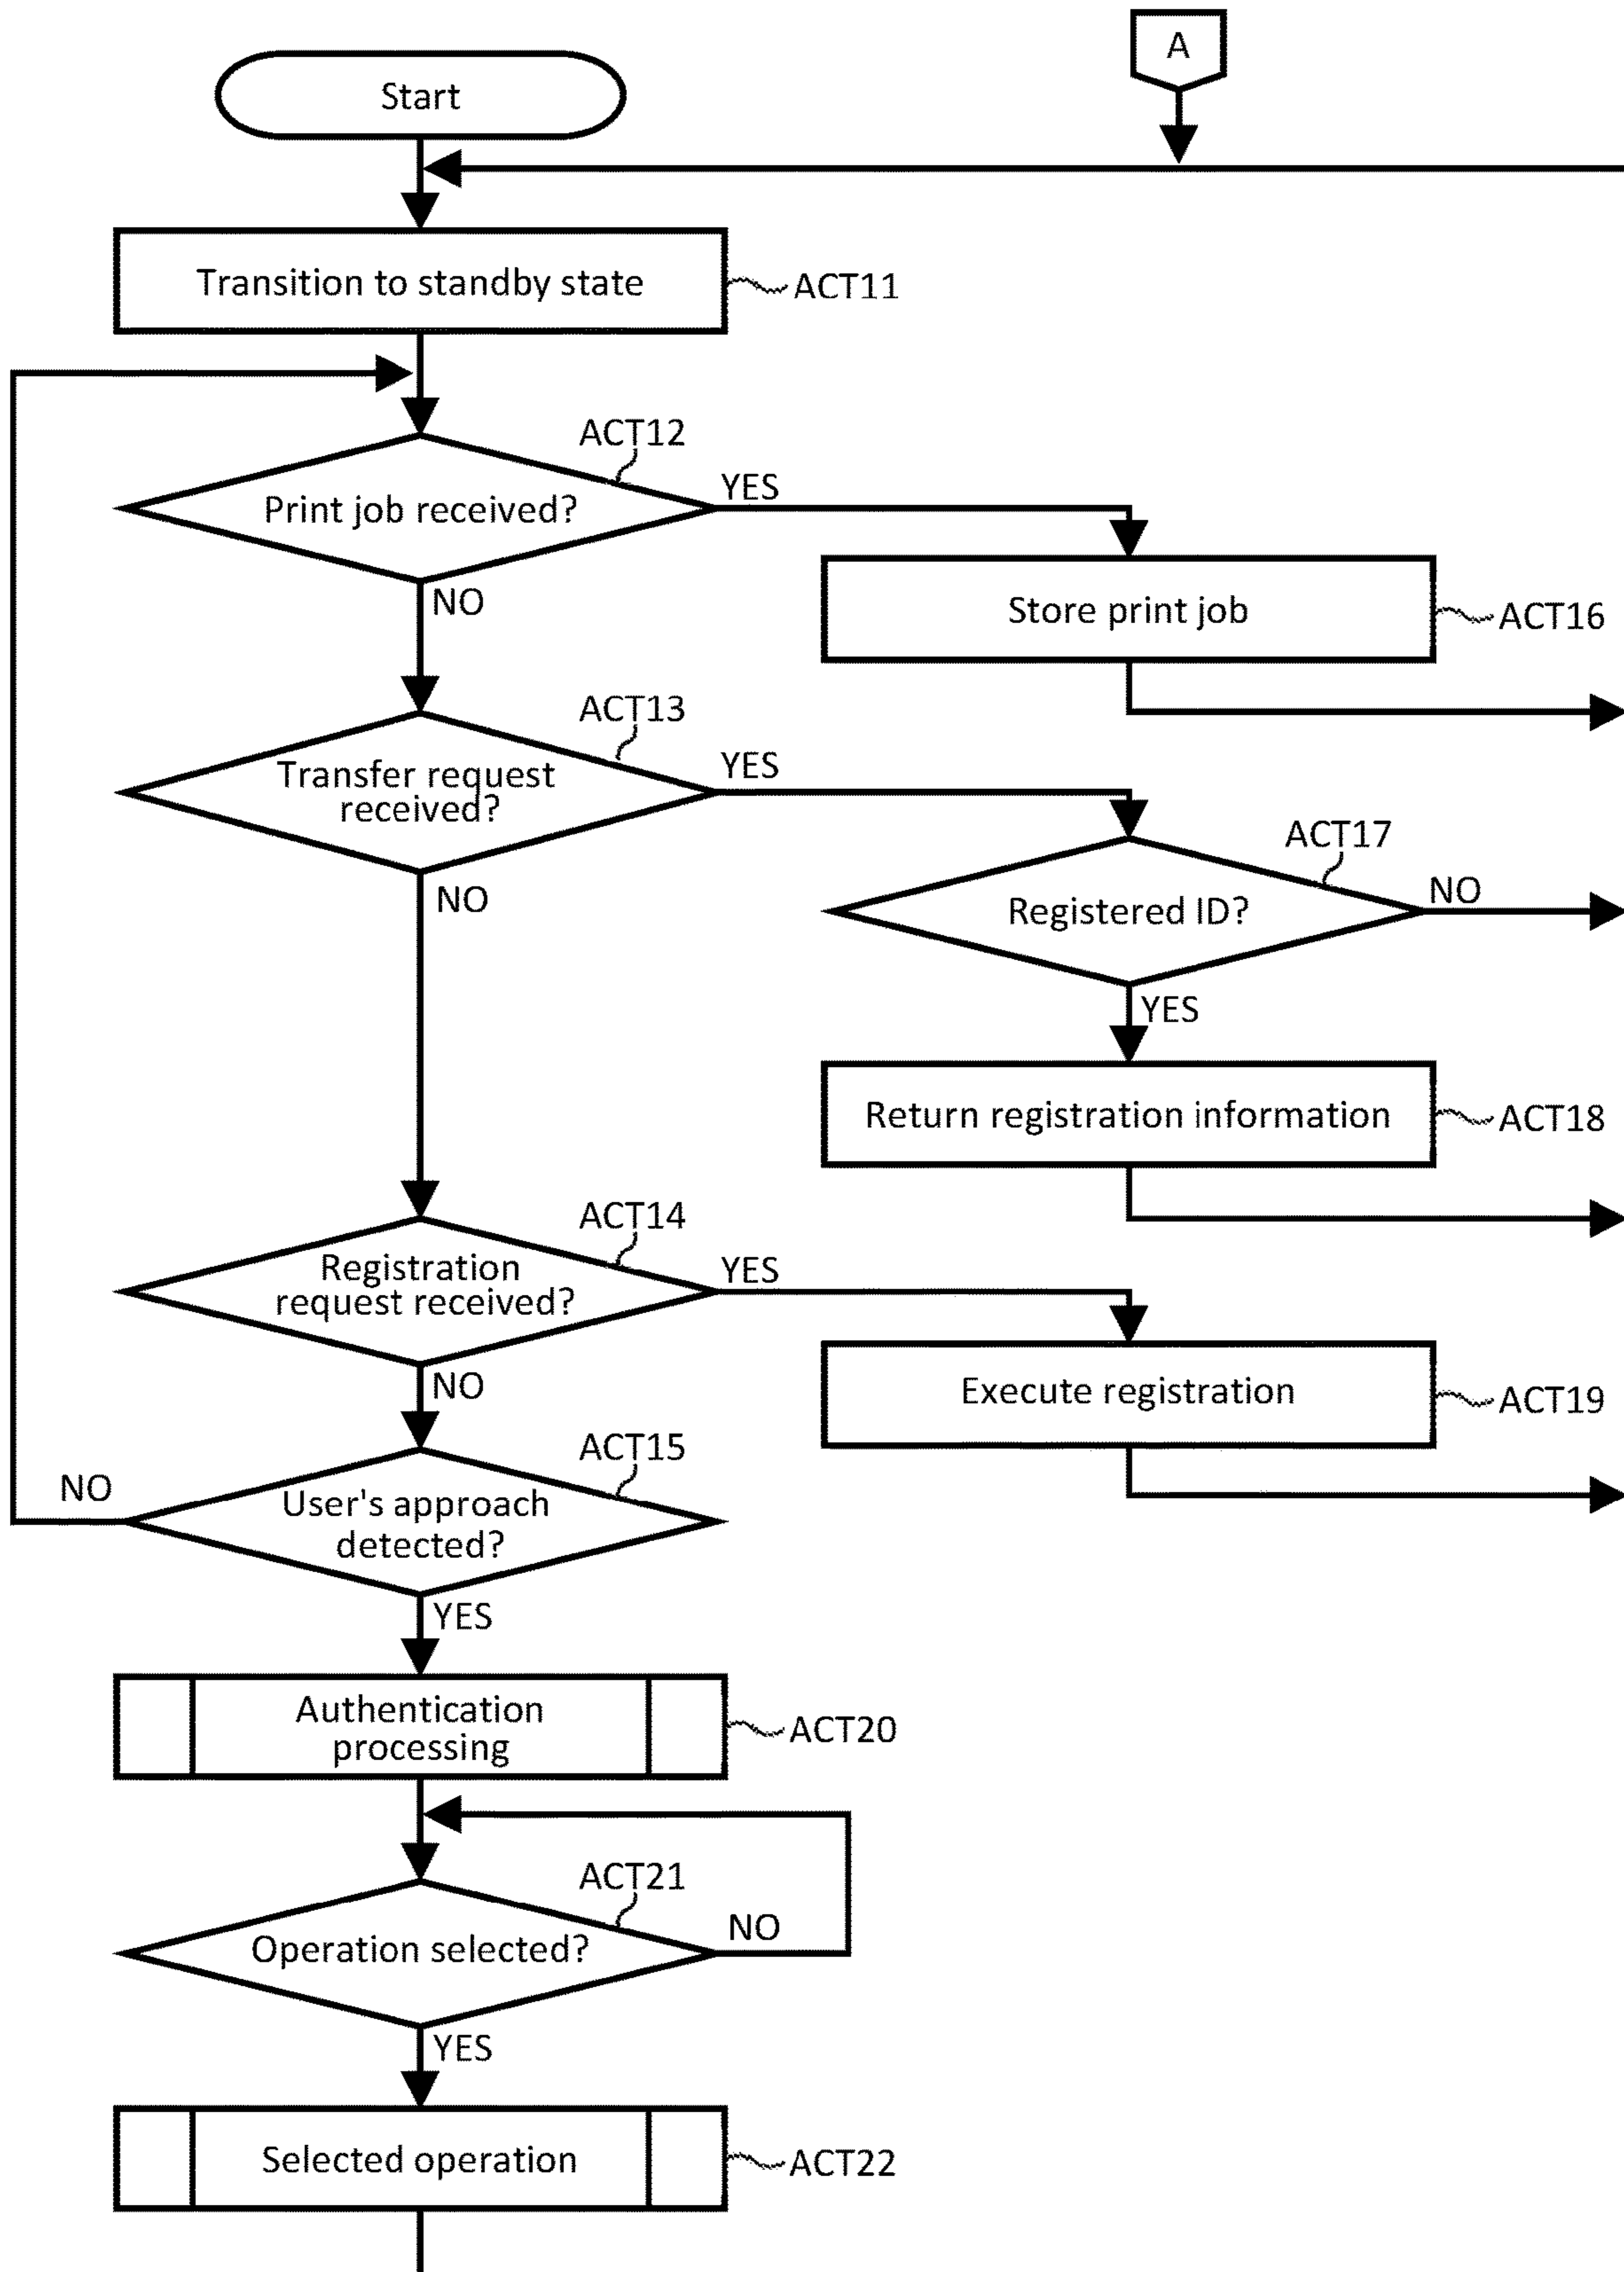 A
Start
Transition to standby state
ACT11
ACT12
Print job received?
YES
NO
Store print job
ACT16
ACT13
Transfer request
received?
YES
NO
ACT17
Registered ID?
NO
YES
Return registration information
ACT18
ACT14
Registration
request received?
YES
NO
Execute registration
ACT19
ACT15
User's approach
detected?
NO
YES
Authentication
processing
ACT20
ACT21
Operation selected?
NO
YES
Selected operation
ACT22